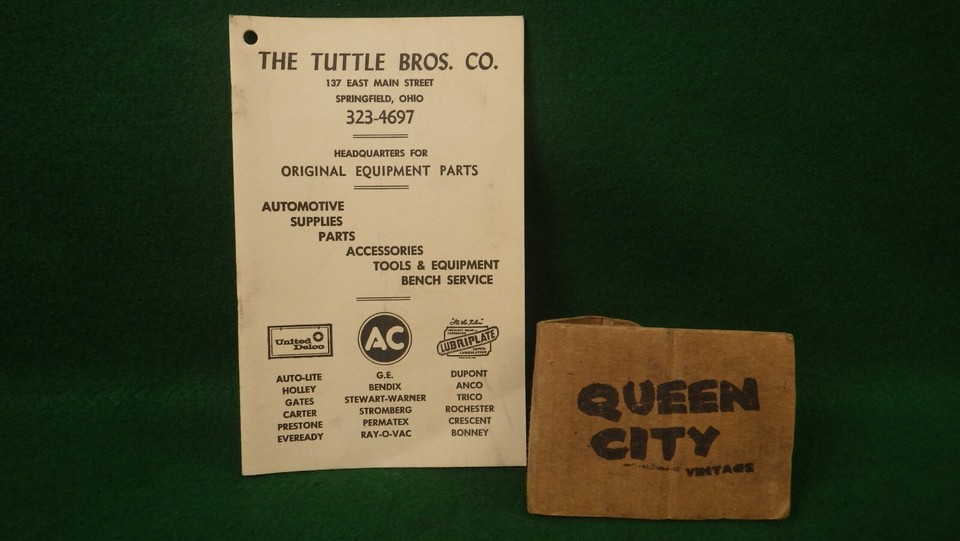 THE TUTTLE BROS. CO.
137 EAST MAIN STREET
SPRINGFIELD, OHIO
323-4697
HEADQUARTERS FOR
ORIGINAL EQUIPMENT PARTS
AUTOMOTIVE
SUPPLIES
PARTS
ACCESSORIES
TOOLS & EQUIPMENT
BENCH SERVICE
United
Delco
AC
LUBRIPLATE
AUTO-LITE
HOLLEY
GATES
CARTER
PRESTONE
EVEREADY
G.E.
BENDIX
STEWART-WARNER
STROMBERG
PERMATEX
RAY-O-VAC
DUPONT
ANCO
TRICO
ROCHESTER
CRESCENT
BONNEY
QUEEN
CITY
VINTAGE